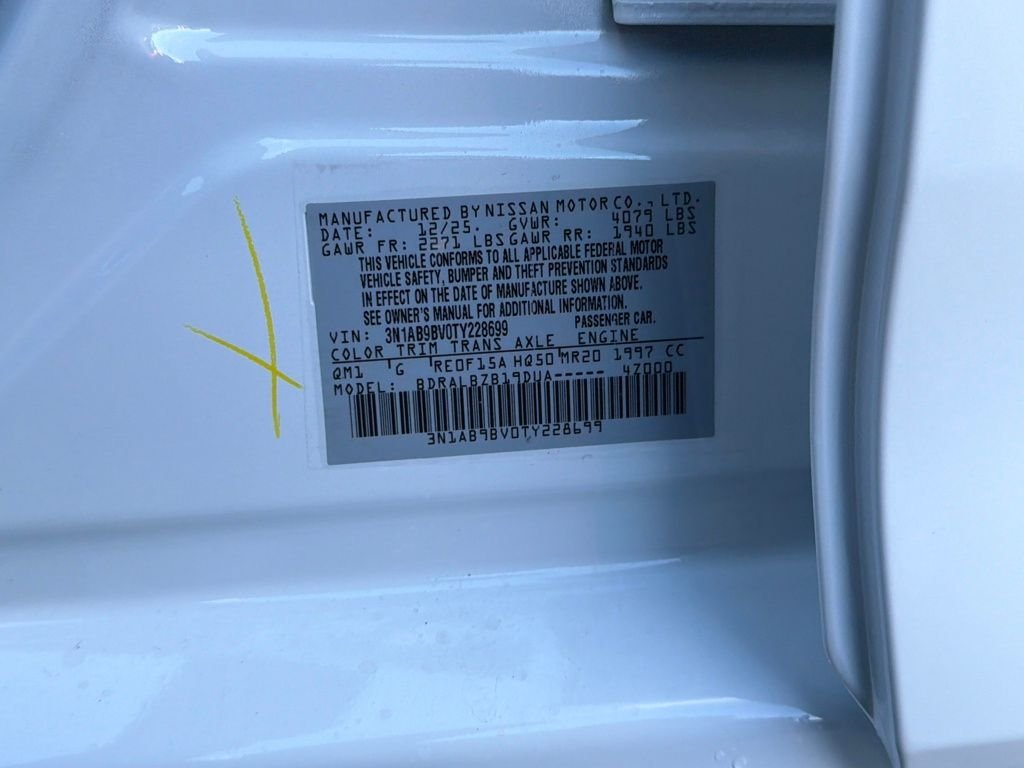 MANUFACTURED BY NISSAN MOTOR CO., LTD.
DATE: 12/25. GVWR: 4079 LBS
GAWR FR: 2271 LBS GAWR RR: 1940 LBS
THIS VEHICLE CONFORMS TO ALL APPLICABLE FEDERAL MOTOR
VEHICLE SAFETY, BUMPER AND THEFT PREVENTION STANDARDS
IN EFFECT ON THE DATE OF MANUFACTURE SHOWN ABOVE.
SEE OWNER'S MANUAL FOR ADDITIONAL INFORMATION.
VIN: 3N1AB9BV0TY228699 PASSENGER CAR.
COLOR TRIM TRANS AXLE ENGINE
QM1 G RE0F15A HQ50 MR20 1997 CC
MODEL: BDRALBZB19DUA----- 4Z000
3N1AB9BV0TY228699